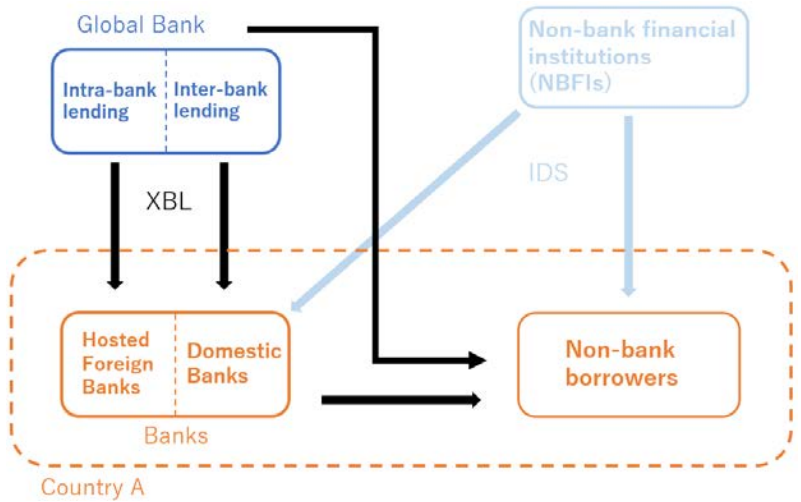 Global Bank
Intra-bank
lending
Inter-bank
lending
Non-bank financial
institutions
(NBFIs)
XBL
IDS
Hosted
Foreign
Banks
Domestic
Banks
Non-bank
borrowers
Banks
Country A